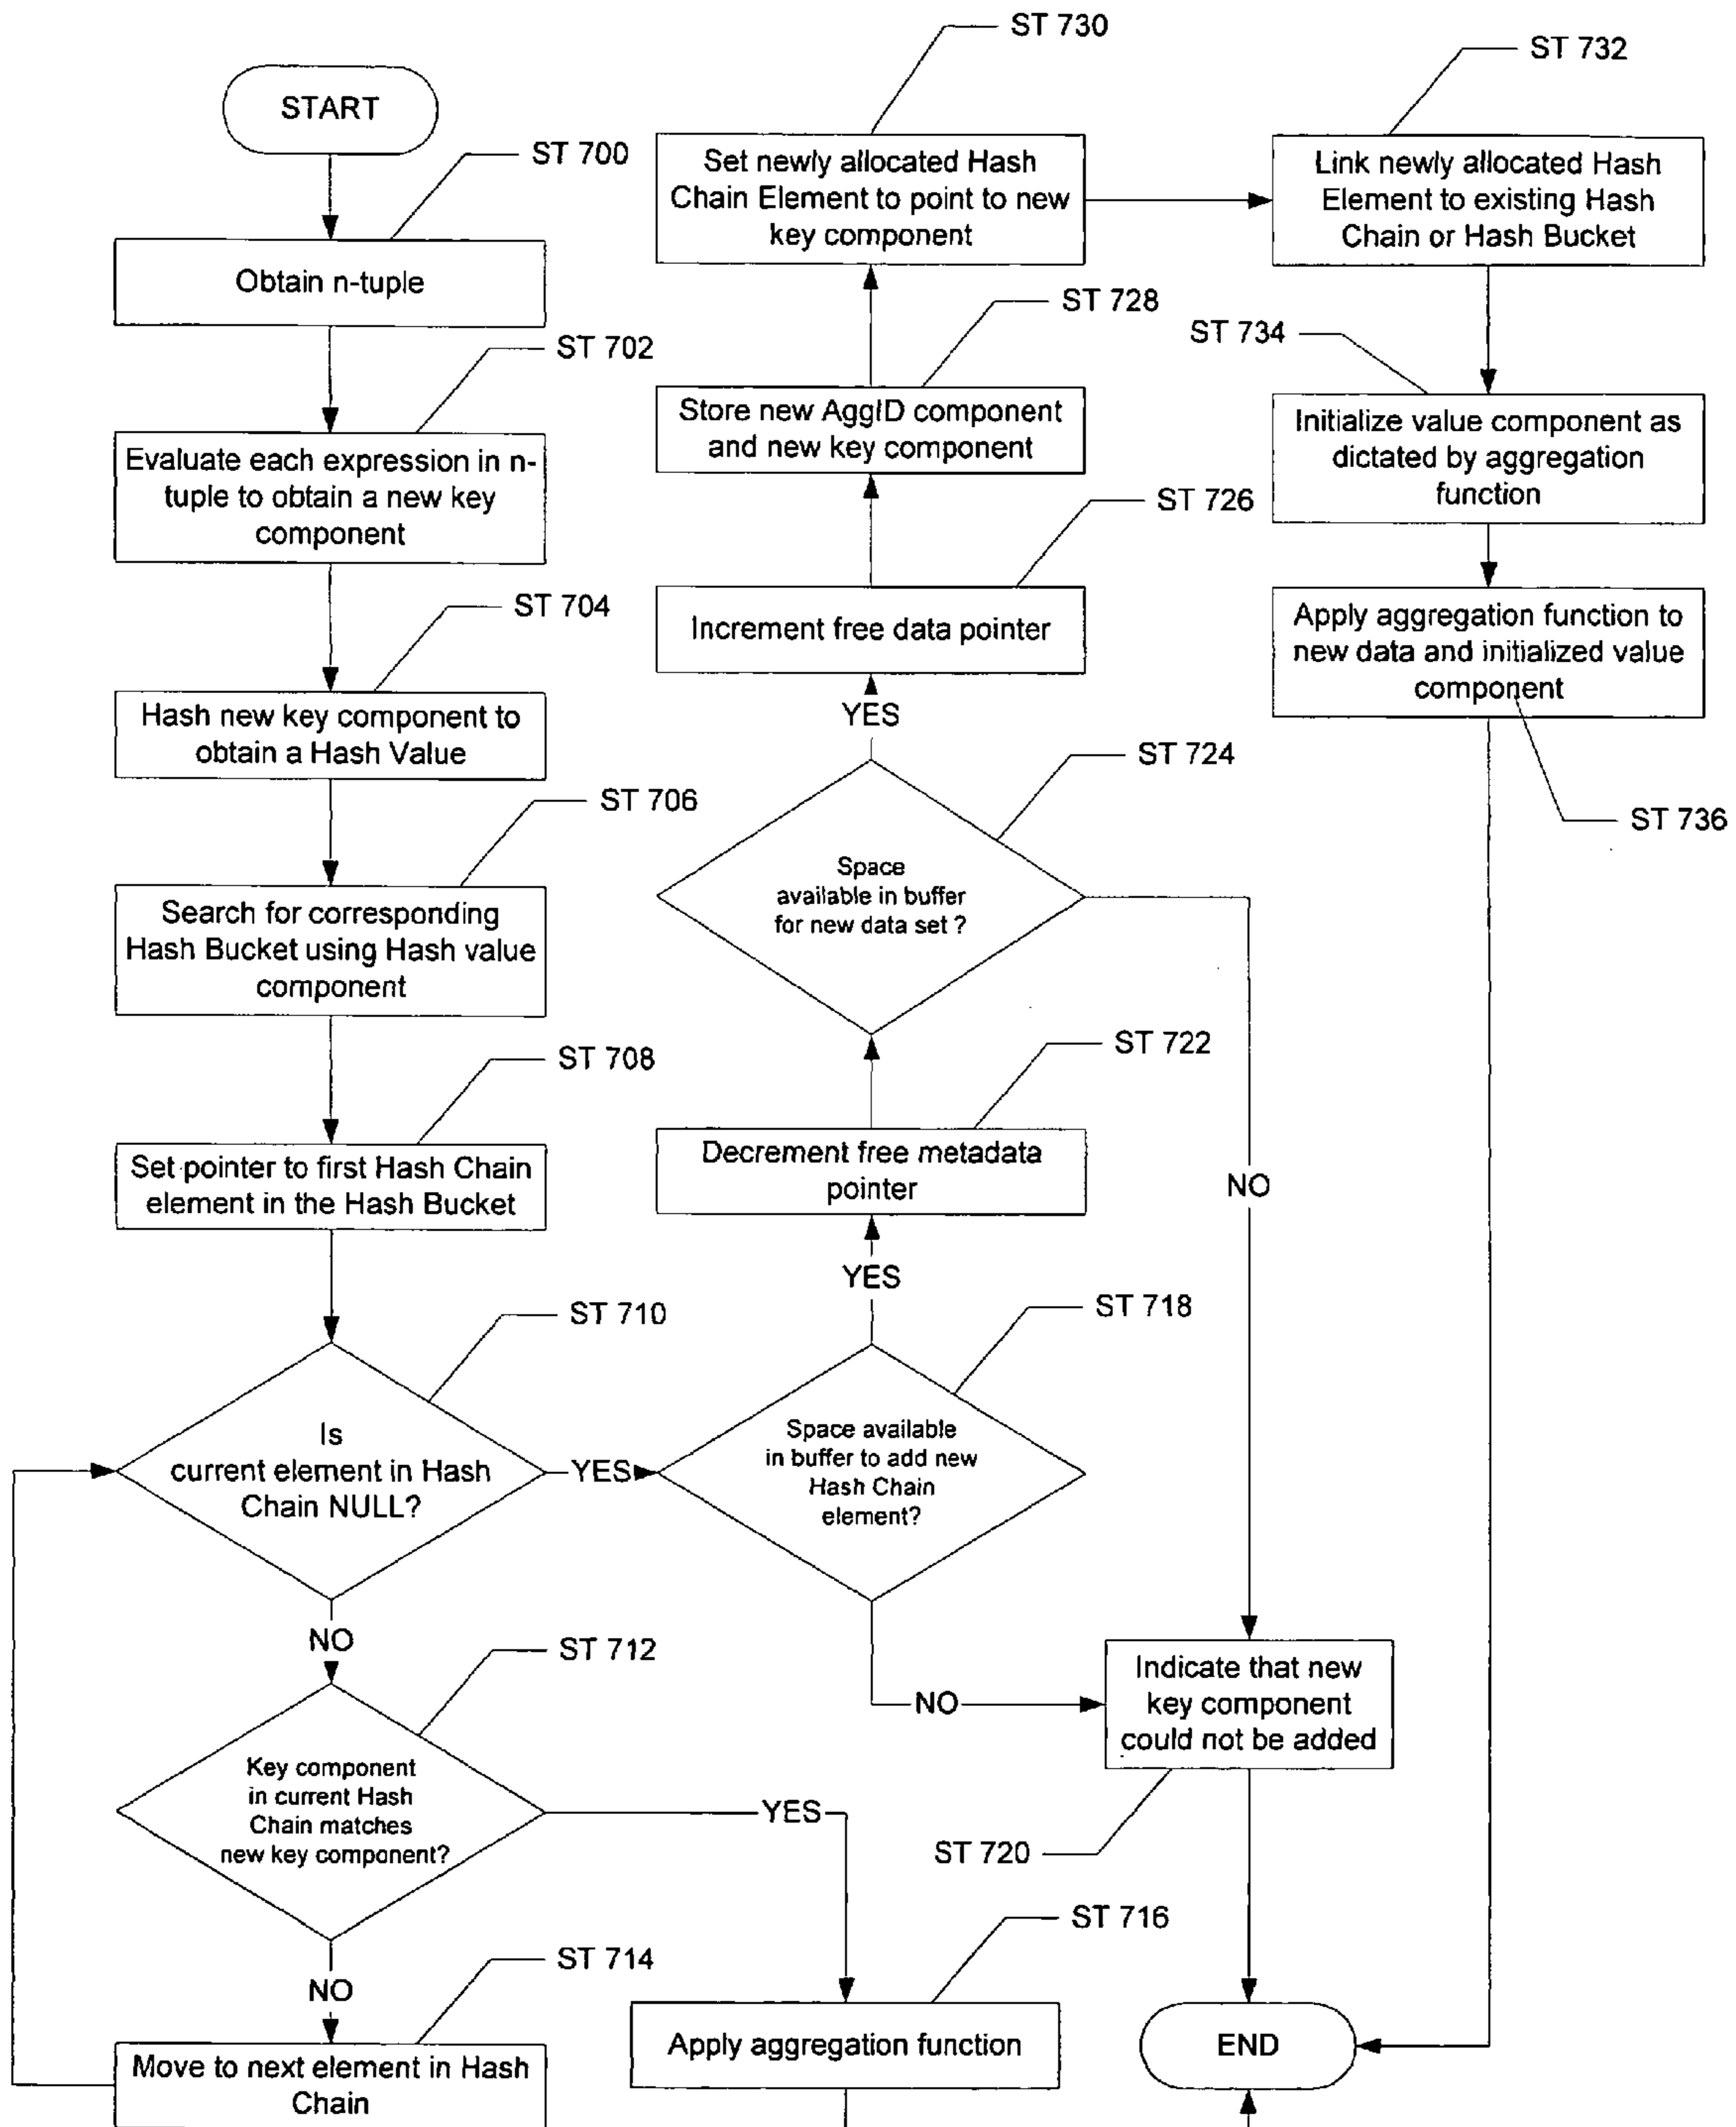 START
ST 700
Obtain n-tuple
ST 702
Evaluate each expression in n-
tuple to obtain a new key
component
ST 704
Hash new key component to
obtain a Hash Value
ST 706
Search for corresponding
Hash Bucket using Hash value
component
ST 708
Set pointer to first Hash Chain
element in the Hash Bucket
ST 710
Is
current element in Hash
Chain NULL?
YES
NO
ST 712
Key component
in current Hash
Chain matches
new key component?
YES
NO
ST 714
Move to next element in Hash
Chain
ST 716
Apply aggregation function
ST 718
Space available
in buffer to add new
Hash Chain
element?
YES
NO
ST 720
Indicate that new
key component
could not be added
ST 722
Decrement free metadata
pointer
ST 724
Space
available in buffer
for new data set ?
YES
NO
ST 726
Increment free data pointer
ST 728
Store new AggID component
and new key component
ST 730
Set newly allocated Hash
Chain Element to point to new
key component
ST 732
Link newly allocated Hash
Element to existing Hash
Chain or Hash Bucket
ST 734
Initialize value component as
dictated by aggregation
function
Apply aggregation function to
new data and initialized value
component
ST 736
END